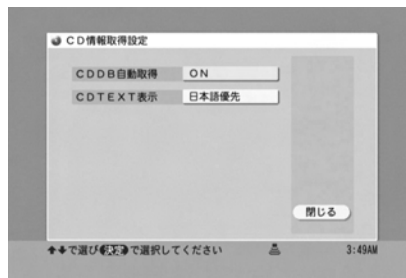 CD情報取得設定
CDDB自動取得 ON
CDTEXT表示 日本語優先
閉じる
↑↓で選び決定で選択してください 3:49AM